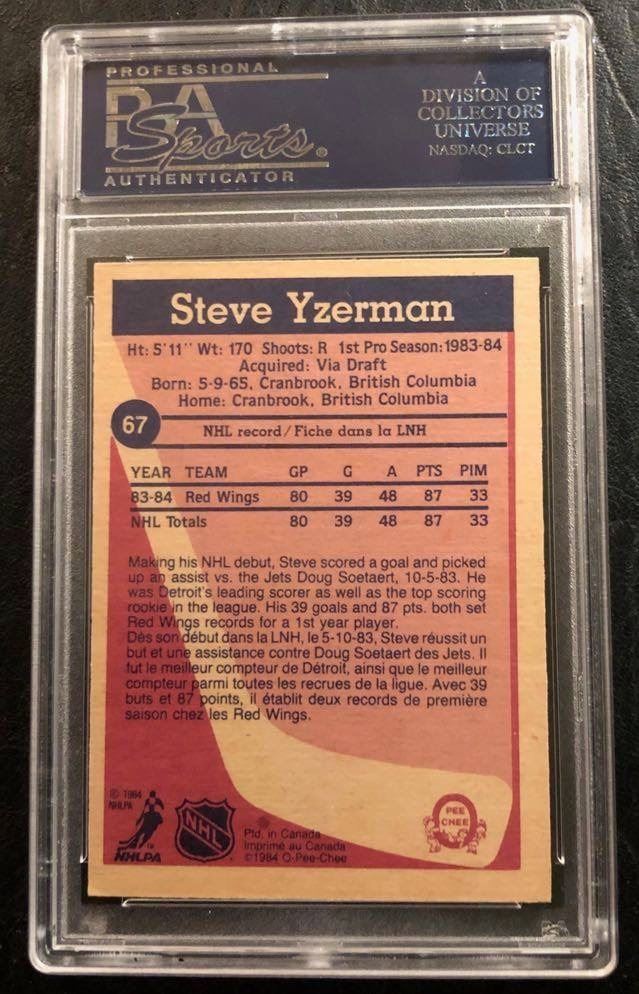 PROFESSIONAL
PSA
Sports®
AUTHENTICATOR
A
DIVISION OF
COLLECTORS
UNIVERSE
NASDAQ: CLCT
Steve Yzerman
Ht: 5'11" Wt: 170 Shoots: R 1st Pro Season: 1983-84
Acquired: Via Draft
Born: 5-9-65, Cranbrook, British Columbia
Home: Cranbrook, British Columbia
67
NHL record/Fiche dans la LNH
YEAR TEAM GP G A PTS PIM
83-84 Red Wings 80 39 48 87 33
NHL Totals 80 39 48 87 33
Making his NHL debut, Steve scored a goal and picked
up an assist vs. the Jets Doug Soetaert, 10-5-83. He
was Detroit's leading scorer as well as the top scoring
rookie in the league. His 39 goals and 87 pts. both set
Red Wings records for a 1st year player.
Dès son début dans la LNH, le 5-10-83, Steve réussit un
but et une assistance contre Doug Soetaert des Jets. Il
fut le meilleur compteur de Détroit, ainsi que le meilleur
compteur parmi toutes les recrues de la ligue. Avec 39
buts et 87 points, il établit deux records de première
saison chez les Red Wings.
© 1984
NHLPA
NHLPA
TM
NHL
Ptd. in Canada
Imprimé au Canada
©1984 O-Pee-Chee
O
PEE
CHEE
PSA